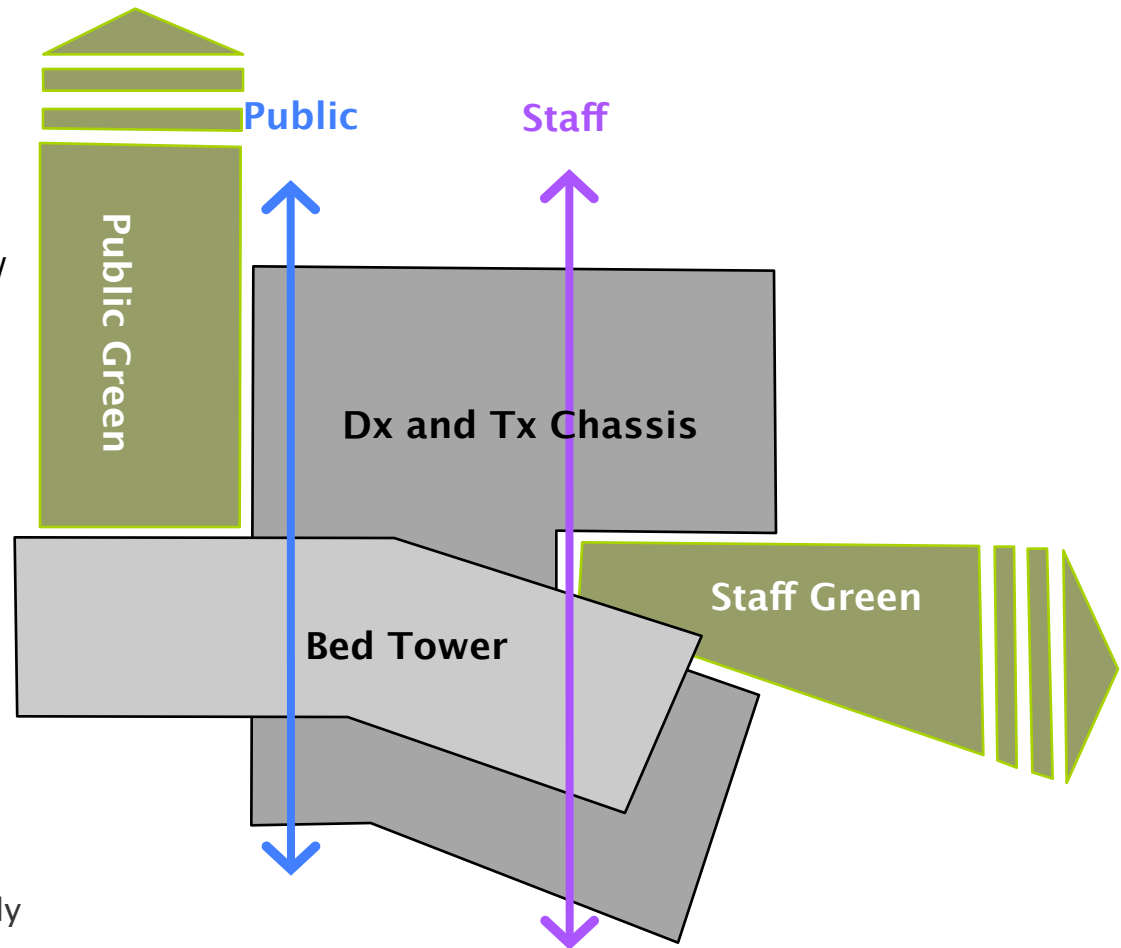 Public
Staff
Public Green
Dx and Tx Chassis
Staff Green
Bed Tower